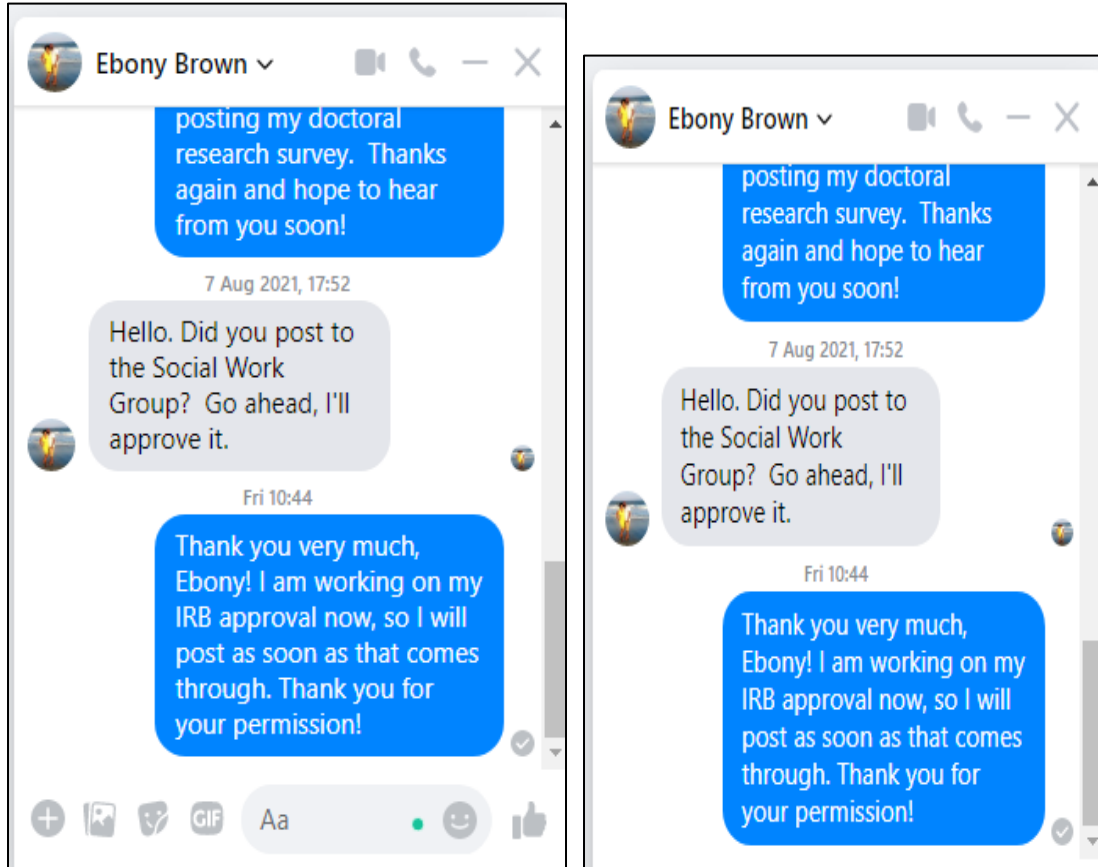 Ebony Brown
posting my doctoral
research survey.  Thanks
again and hope to hear
from you soon!
7 Aug 2021, 17:52
Hello. Did you post to
the Social Work
Group?  Go ahead, I'll
approve it.
Fri 10:44
Thank you very much,
Ebony! I am working on my
IRB approval now, so I will
post as soon as that comes
through. Thank you for
your permission!
GIF
Aa
Ebony Brown
posting my doctoral
research survey.  Thanks
again and hope to hear
from you soon!
7 Aug 2021, 17:52
Hello. Did you post to
the Social Work
Group?  Go ahead, I'll
approve it.
Fri 10:44
Thank you very much,
Ebony! I am working on my
IRB approval now, so I will
post as soon as that comes
through. Thank you for
your permission!